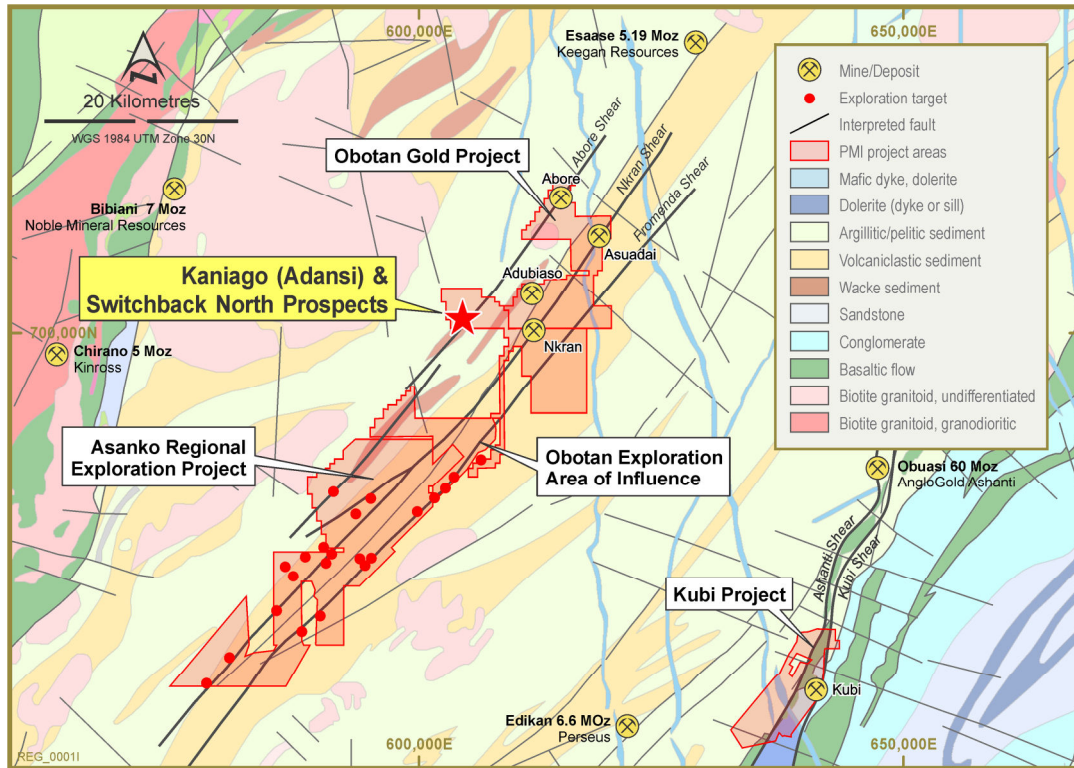 600,000E
650,000E
Esaase 5.19 Moz
Keegan Resources
20 Kilometres
WGS 1984 UTM Zone 30N
Mine/Deposit
Exploration target
Interpreted fault
PMI project areas
Mafic dyke, dolerite
Dolerite (dyke or sill)
Argillitic/pelitic sediment
Volcaniclastic sediment
Wacke sediment
Sandstone
Conglomerate
Basaltic flow
Biotite granitoid, undifferentiated
Biotite granitoid, granodioritic
Obotan Gold Project
Abore Shear
Nkran Shear
Fromenda Shear
Abore
Bibiani 7 Moz
Noble Mineral Resources
Asuadai
Kaniago (Adansi) &
Switchback North Prospects
Adubiaso
700,000N
Nkran
Chirano 5 Moz
Kinross
Asanko Regional
Exploration Project
Obotan Exploration
Area of Influence
Obuasi 60 Moz
AngloGold Ashanti
Ashanti Shear
Kubi Shear
Kubi Project
Kubi
Edikan 6.6 MOz
Perseus
600,000E
650,000E
REG_0001l